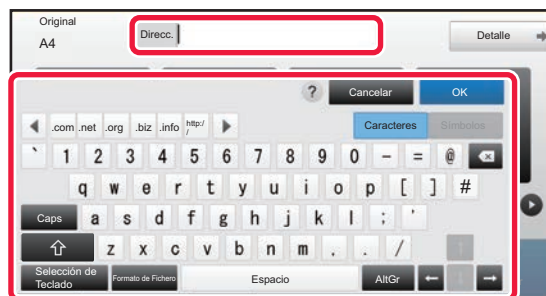 Original
A4
Direcc.
Detalle
? Cancelar OK
.com .net .org .biz .info http:/
/
Caracteres Símbolos
` 1 2 3 4 5 6 7 8 9 0 - = @
q w e r t y u i o p [ ] #
Caps a s d f g h j k l ; '
z x c v b n m , . /
Selección de
Teclado
Formato de Fichero Espacio AltGr